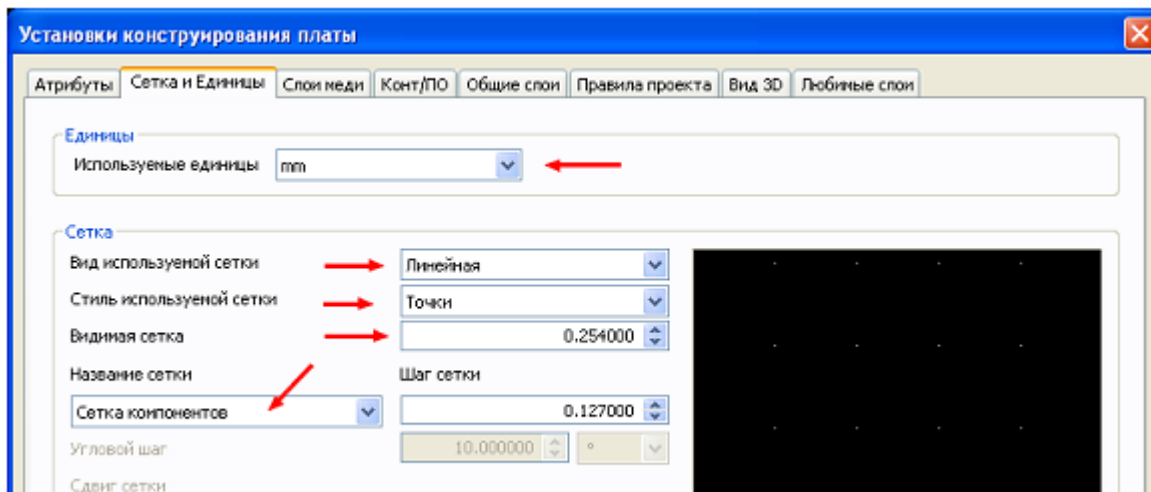 Установки конструирования платы
Атрибуты Сетка и Единицы Слои меди Конт/ПО Общие слои Правила проекта Вид 3D Любимые слои
Единицы
Используемые единицы mm
Сетка
Вид используемой сетки Линейная
Стиль используемой сетки Точки
Видимая сетка 0.254000
Название сетки Шаг сетки
Сетка компонентов 0.127000
Угловой шаг 10.000000 °
Сдвиг сетки